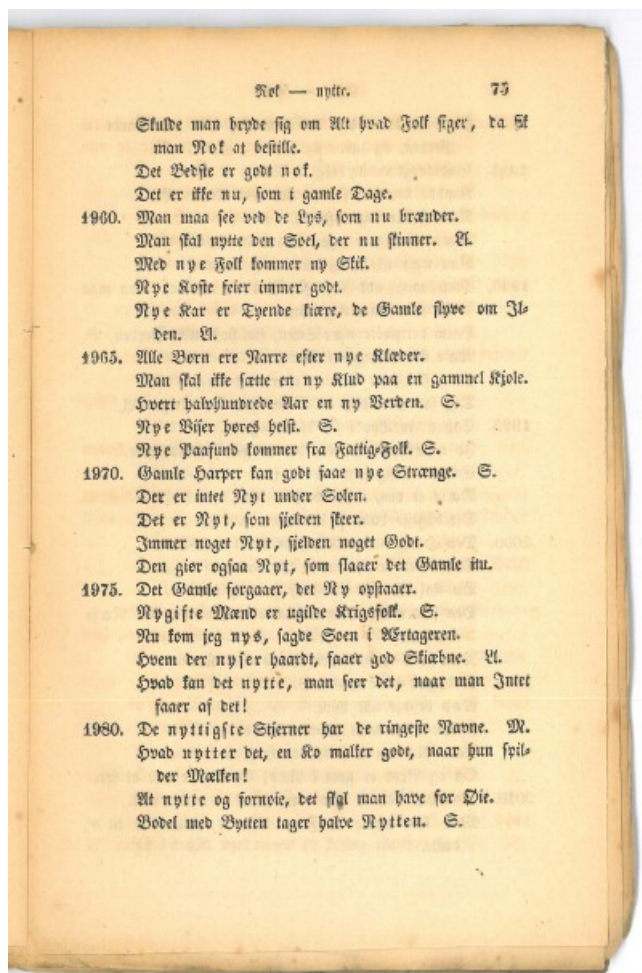 Nok — nytte. 75
Skulde man bryde sig om Alt hvad Folk siger, da fik
man Nok at bestille.
Det Bedste er godt nok.
Det er ikke nu, som i gamle Dage.
1960. Man maa see ved de Lys, som nu brænder.
Man skal nytte den Soel, der nu skinner. A.
Med nye Folk kommer ny Skik.
Nye Koste feier immer godt.
Nye Kar er Tyende kiære, de Gamle flyve om Il-
den. A.
1965. Alle Børn ere Narre efter nye Klæder.
Man skal ikke sætte en ny Klud paa en gammel Kjole.
Hvert halvhundrede Aar en ny Verden. S.
Nye Viser høres helst. S.
Nye Paafund kommer fra Fattig-Folk. S.
1970. Gamle Harper kan godt faae nye Strænge. S.
Der er intet Nyt under Solen.
Det er Nyt, som sjelden skeer.
Immer noget Nyt, sjelden noget Godt.
Den giør ogsaa Nyt, som slaaer det Gamle itu.
1975. Det Gamle forgaaer, det Ny opstaaer.
Nygifte Mænd er ugilde Krigsfolk. S.
Nu kom jeg nys, sagde Soen i Ærtageren.
Hvem der nyser haardt, faaer god Skiæbne. A.
Hvad kan det nytte, man seer det, naar man Intet
faaer af det!
1980. De nyttigste Stjerner har de ringeste Navne. M.
Hvad nytter det, en Ko malker godt, naar hun spil-
der Mælken!
At nytte og fornøie, det skal man have for Øie.
Bodel med Bytten tager halve Nytten. S.